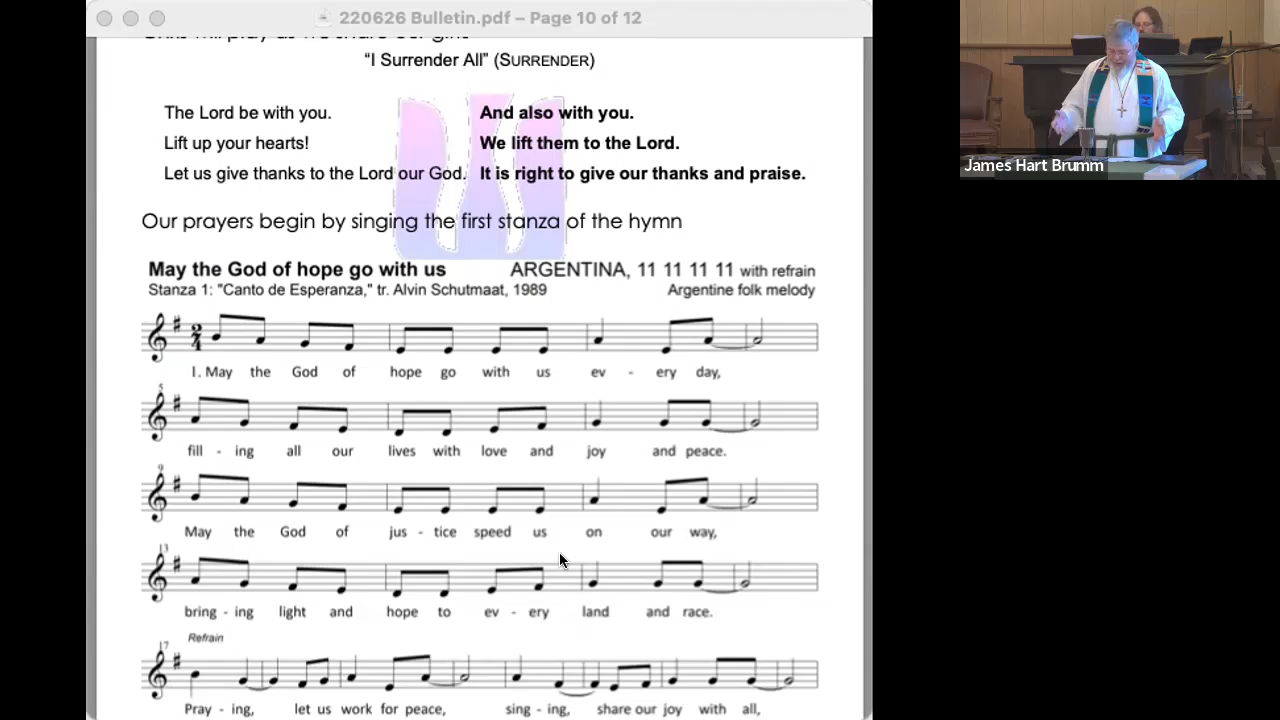 220626 Bulletin.pdf – Page 10 of 12
“I Surrender All” (SURRENDER)
The Lord be with you. And also with you.
Lift up your hearts! We lift them to the Lord.
Let us give thanks to the Lord our God. It is right to give our thanks and praise.
Our prayers begin by singing the first stanza of the hymn
May the God of hope go with us ARGENTINA, 11 11 11 11 with refrain
Stanza 1: "Canto de Esperanza," tr. Alvin Schutmaat, 1989 Argentine folk melody
2
4
1. May the God of hope go with us ev - ery day,
5
fill - ing all our lives with love and joy and peace.
9
May the God of jus - tice speed us on our way,
13
bring - ing light and hope to ev - ery land and race.
Refrain
17
Pray - ing, let us work for peace, sing - ing, share our joy with all,
James Hart Brumm